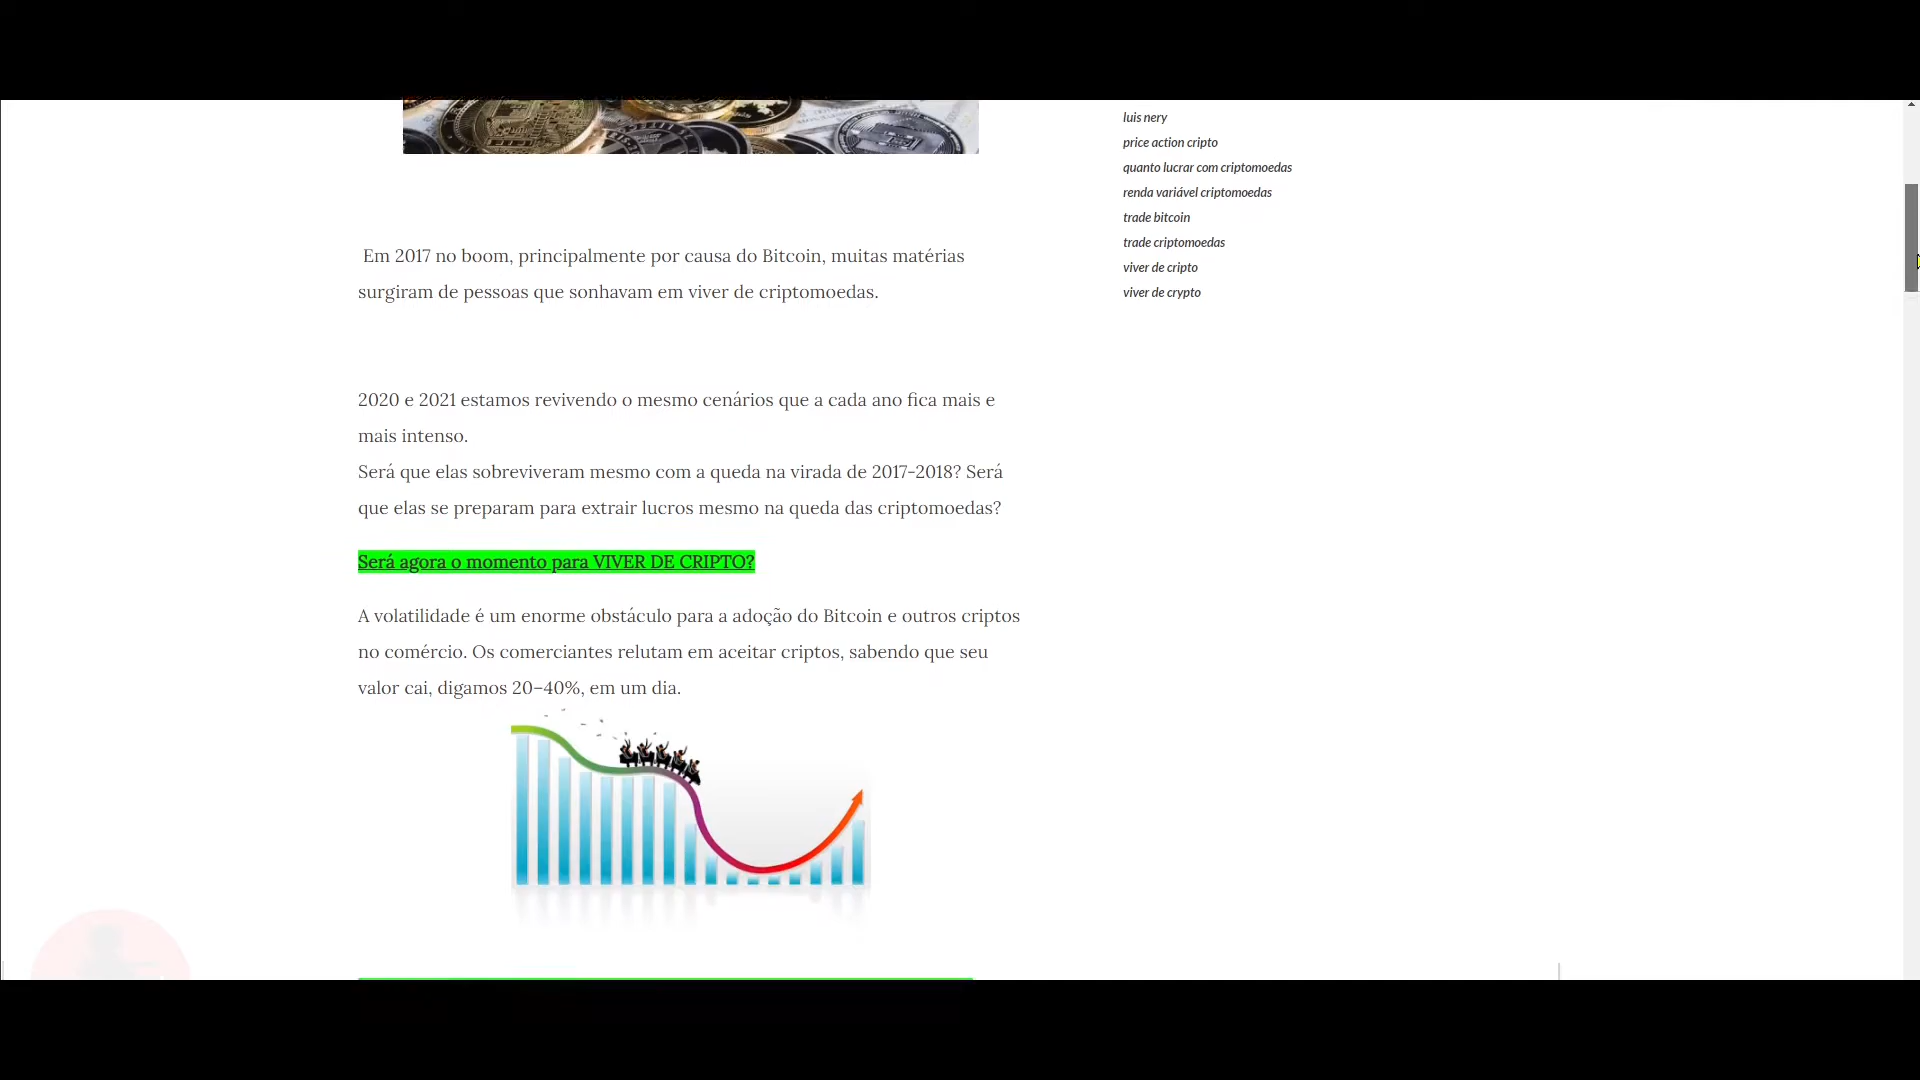 luis nery
price action cripto
quanto lucrar com criptomoedas
renda variável criptomoedas
trade bitcoin
trade criptomoedas
viver de cripto
viver de crypto
Em 2017 no boom, principalmente por causa do Bitcoin, muitas matérias
surgiram de pessoas que sonhavam em viver de criptomoedas.
2020 e 2021 estamos revivendo o mesmo cenários que a cada ano fica mais e
mais intenso.
Será que elas sobreviveram mesmo com a queda na virada de 2017-2018? Será
que elas se preparam para extrair lucros mesmo na queda das criptomoedas?
Será agora o momento para VIVER DE CRIPTO?
A volatilidade é um enorme obstáculo para a adoção do Bitcoin e outros criptos
no comércio. Os comerciantes relutam em aceitar criptos, sabendo que seu
valor cai, digamos 20–40%, em um dia.